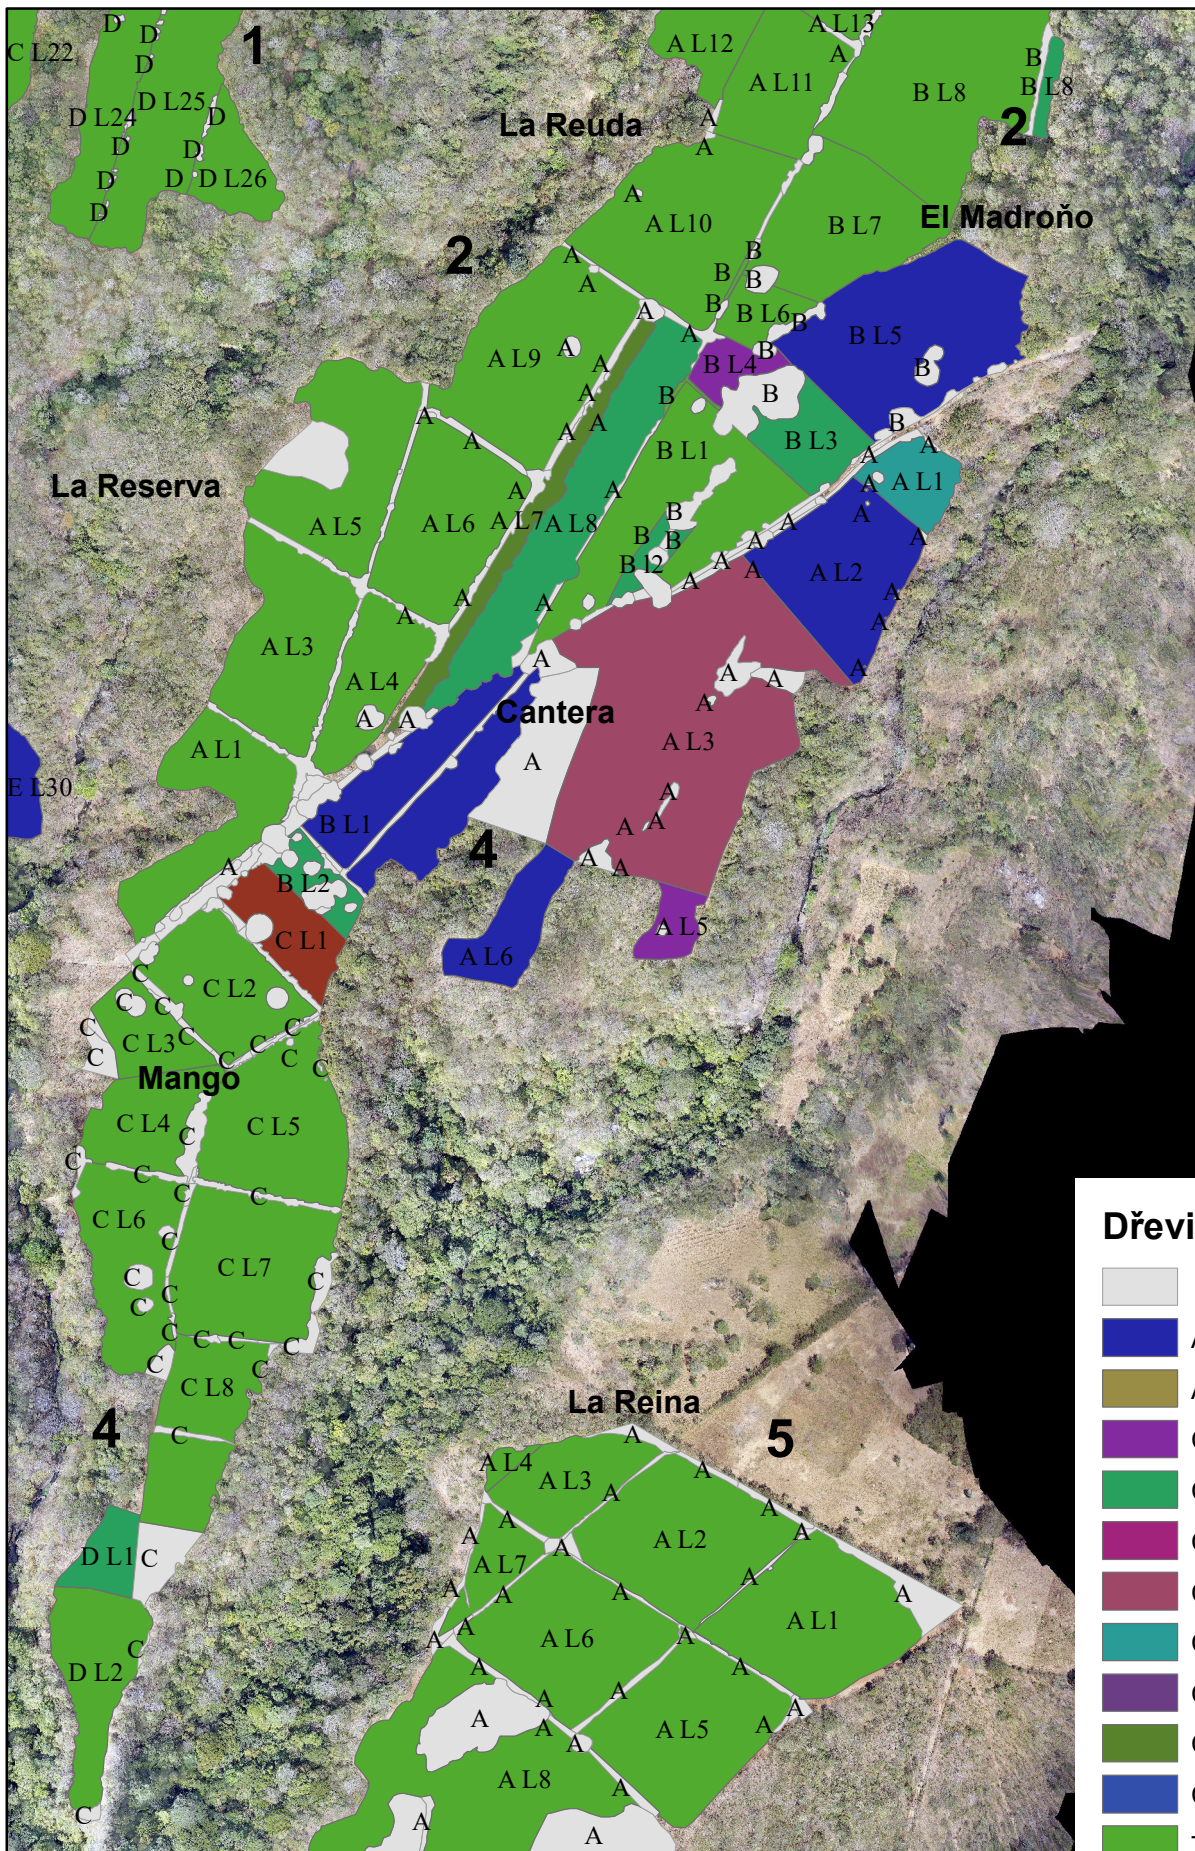 C L22
D
D
D
D
1
D L25
D L24
D
D
D
D
D
D L26
D
D
A L13
A L12
A
A L11
B L8
B
B L8
2
La Reuda
A
A
A
A L10
B L7
El Madroňo
2
A
A
B
B
B
B
B L6
B
B
A
A
A L9
A
A
A
A
A
A
B L4
B
B
B L5
B
B
B L3
A
A
A L1
A
A
A
A
La Reserva
A
A
A L5
A L6
A L7
A L8
B L1
A
B
B
B
B l2
A
A
A
A
A
A
A L2
A
A
A
A
A
A
A L3
A L4
A
A
A L1
Cantera
A
A
A
A
A
A L3
A
A
A
A
A
E L30
B L1
4
A
B L2
C L1
A L6
A L5
C
C
C
C L2
C
C
C
C L3
C
C
C
C
C
Mango
C L4
C
C L5
C
C
C
C
C L6
C
C L7
C
C
C
C
C
C
C
C
C
C
C L8
C
4
D L1
C
C
D L2
C
Dřevi
La Reina
5
A
A L4
A L3
A
A
A
A
A
A
A L2
A
A L7
A
A
A
A
A
A
A L1
A
A L6
A
A
A
A
A
A
A
A
A L5
A
A
A
A L8
A
A
A